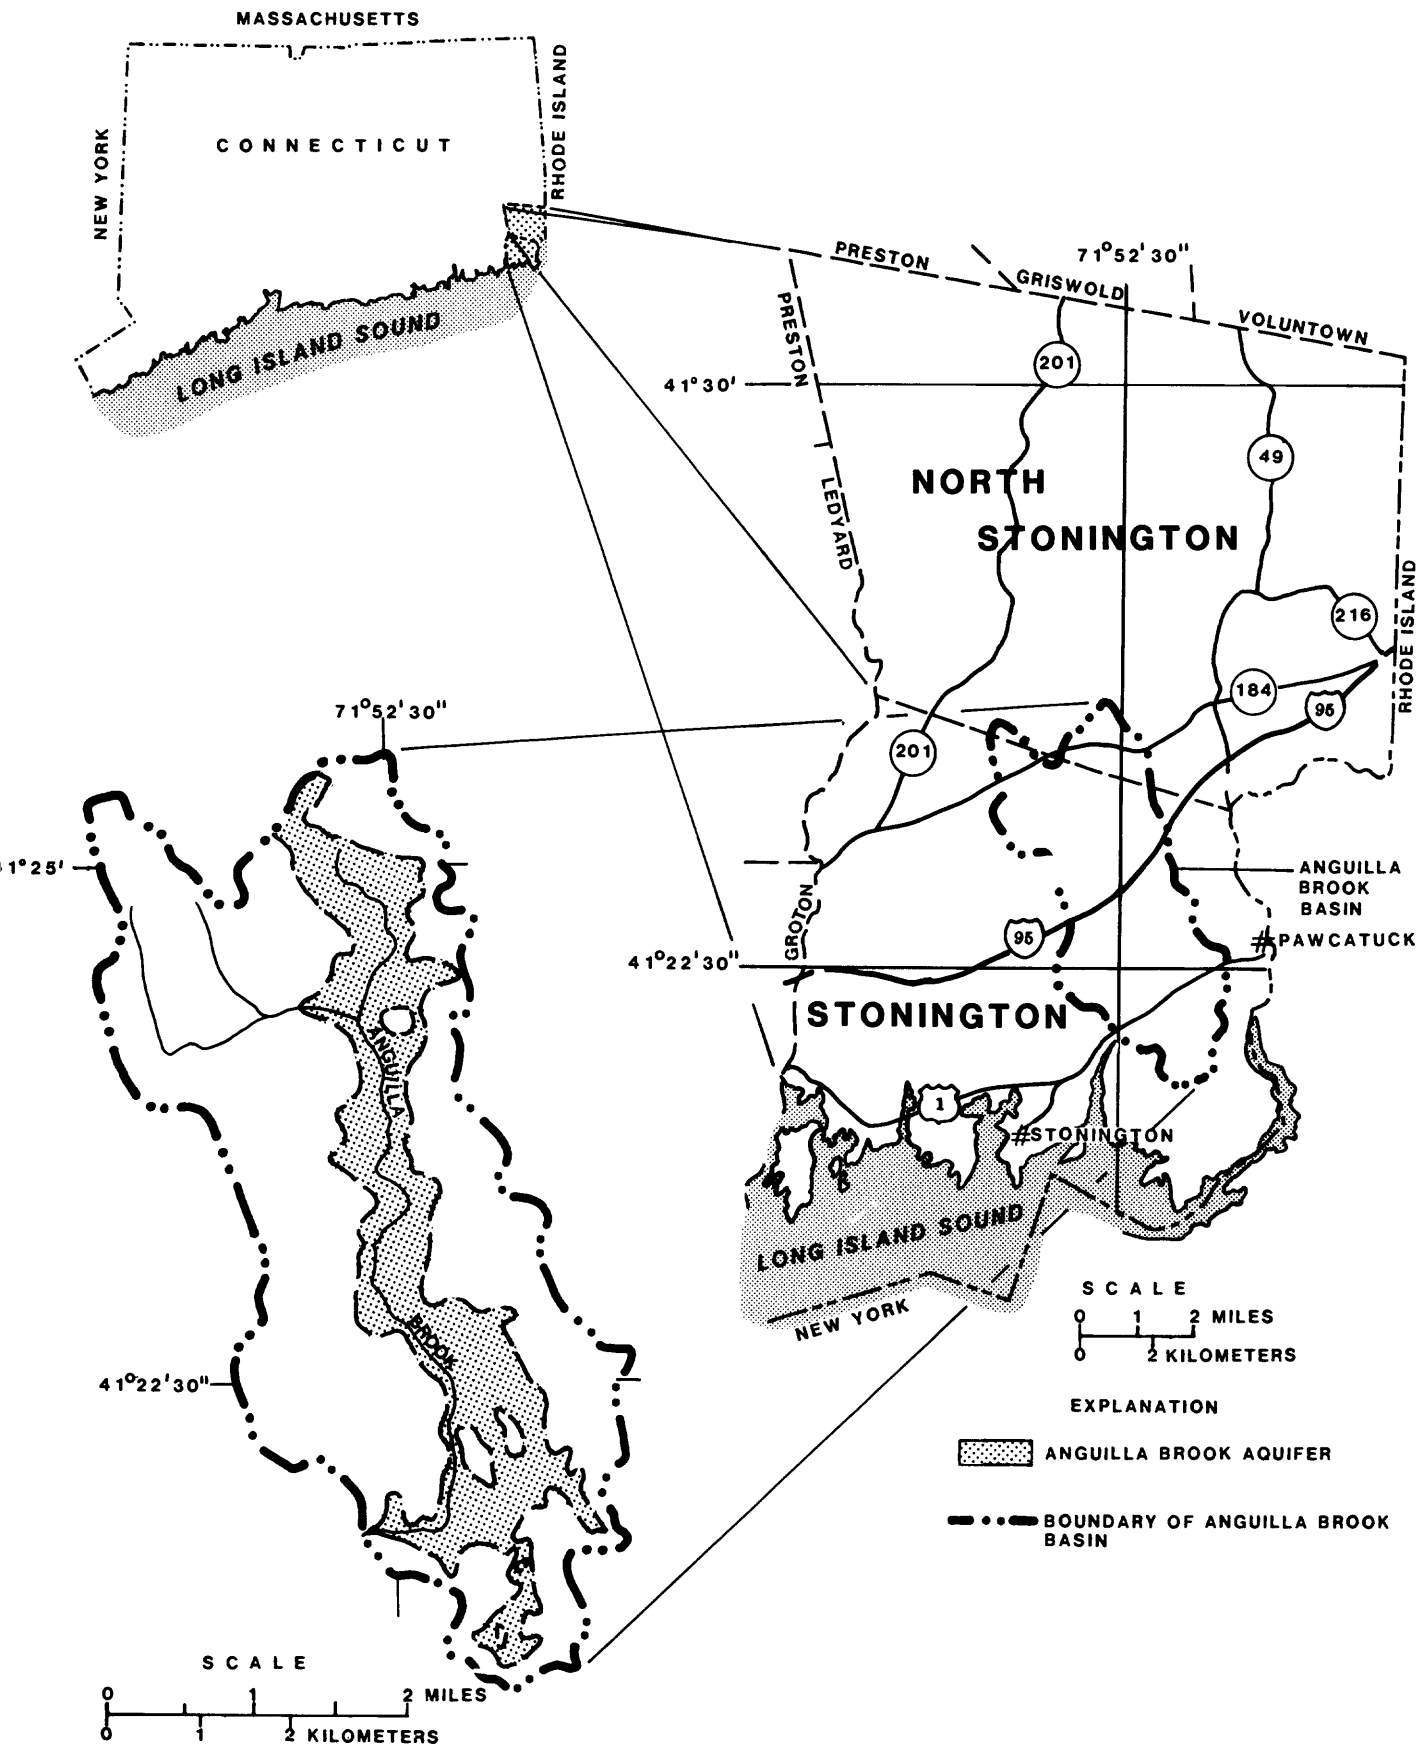 MASSACHUSETTS
NEW YORK
CONNECTICUT
RHODE ISLAND
LONG ISLAND SOUND
PRESTON
GRISWOLD
71°52'30"
VOLUNTOWN
PRESTON
201
41°30'
49
NORTH
STONINGTON
LEDYARD
216
RHODE ISLAND
184
95
201
ANGUILLA
BROOK
BASIN
GROTON
95
#PAWCATUCK
41°22'30"
STONINGTON
1
#STONINGTON
LONG ISLAND SOUND
NEW YORK
SCALE
0 1 2 MILES
0 2 KILOMETERS
EXPLANATION
ANGUILLA BROOK AQUIFER
BOUNDARY OF ANGUILLA BROOK
BASIN
71°52'30"
1°25'
ANGUILLA
BROOK
41°22'30"
SCALE
0 1 2 MILES
0 1 2 KILOMETERS